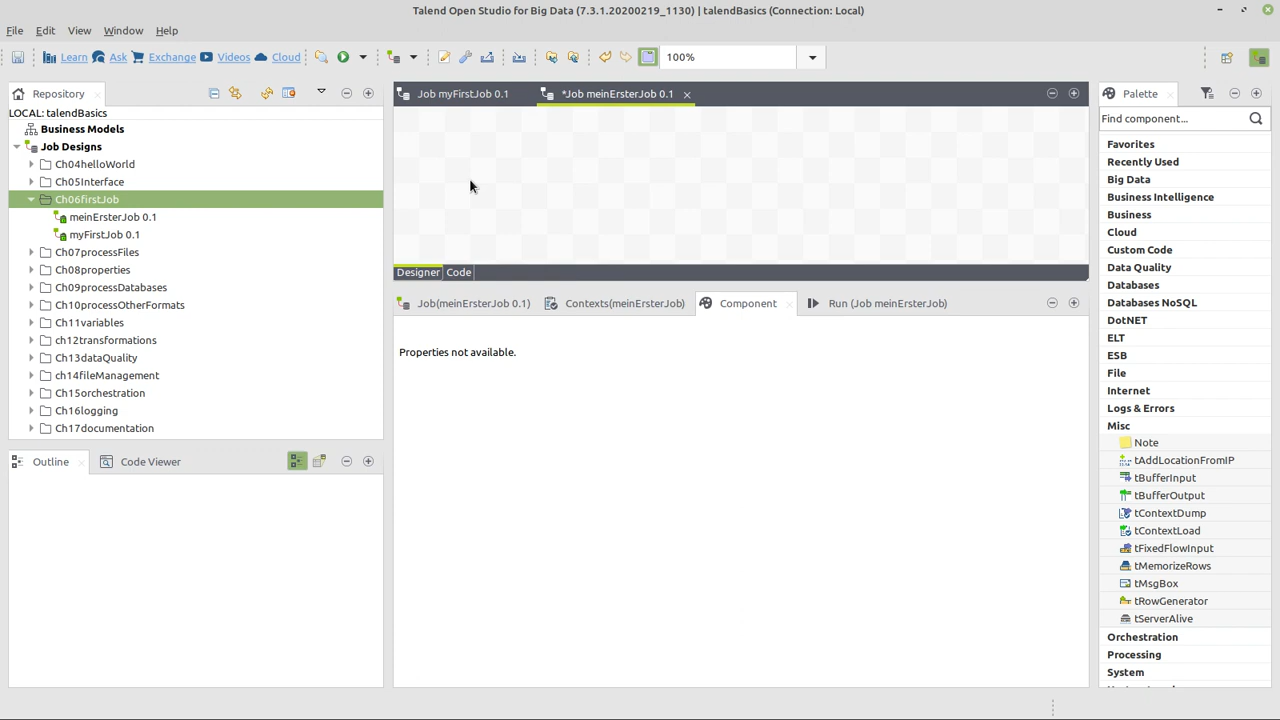 Talend Open Studio for Big Data (7.3.1.20200219_1130) | talendBasics (Connection: Local)
File Edit View Window Help
Learn Ask Exchange Videos Cloud 100%
Repository
LOCAL: talendBasics
Business Models
Job Designs
Ch04helloWorld
Ch05Interface
Ch06firstJob
meinErsterJob 0.1
myFirstJob 0.1
Ch07processFiles
Ch08properties
Ch09processDatabases
Ch10processOtherFormats
Ch11variables
ch12transformations
Ch13dataQuality
ch14fileManagement
Ch15orchestration
Ch16logging
Ch17documentation
Outline Code Viewer
Job myFirstJob 0.1 *Job meinErsterJob 0.1
Designer Code
Job(meinErsterJob 0.1) Contexts(meinErsterJob) Component Run (Job meinErsterJob)
Properties not available.
Palette
Find component...
Favorites
Recently Used
Big Data
Business Intelligence
Business
Cloud
Custom Code
Data Quality
Databases
Databases NoSQL
DotNET
ELT
ESB
File
Internet
Logs & Errors
Misc
Note
tAddLocationFromIP
tBufferInput
tBufferOutput
tContextDump
tContextLoad
tFixedFlowInput
tMemorizeRows
tMsgBox
tRowGenerator
tServerAlive
Orchestration
Processing
System